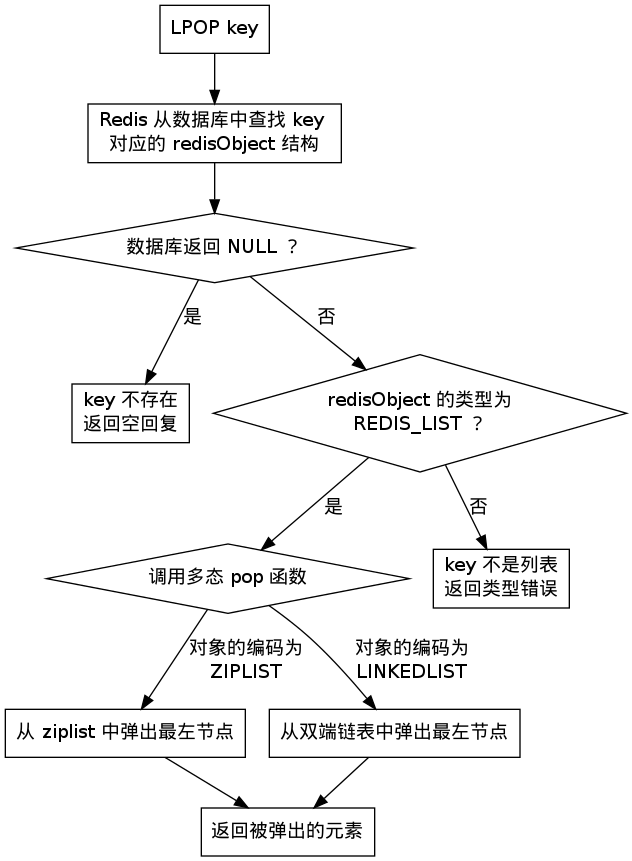 LPOP key
Redis 从数据库中查找 key
对应的 redisObject 结构
数据库返回 NULL ？
是
否
key 不存在
返回空回复
redisObject 的类型为
REDIS_LIST ？
是
否
key 不是列表
返回类型错误
调用多态 pop 函数
对象的编码为
ZIPLIST
对象的编码为
LINKEDLIST
从 ziplist 中弹出最左节点
从双端链表中弹出最左节点
返回被弹出的元素